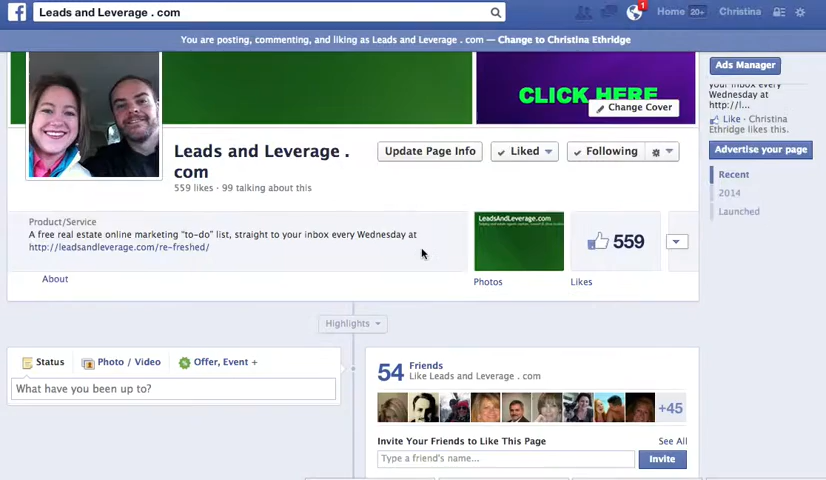 Leads and Leverage . com
1
Home 20+
Christina
You are posting, commenting, and liking as Leads and Leverage . com — Change to Christina Ethridge
CLICK HERE
Change Cover
Ads Manager
your inbox every
Wednesday at
http://l...
Like · Christina
Ethridge likes this.
Advertise your page
Recent
2014
Launched
Leads and Leverage .
com
559 likes · 99 talking about this
Update Page Info
Liked
Following
Product/Service
A free real estate online marketing "to-do" list, straight to your inbox every Wednesday at
http://leadsandleverage.com/re-freshed/
About
LeadsAndLeverage.com
Photos
559
Likes
Highlights
Status
Photo / Video
Offer, Event +
What have you been up to?
54 Friends
Like Leads and Leverage . com
+45
Invite Your Friends to Like This Page
See All
Type a friend's name...
Invite